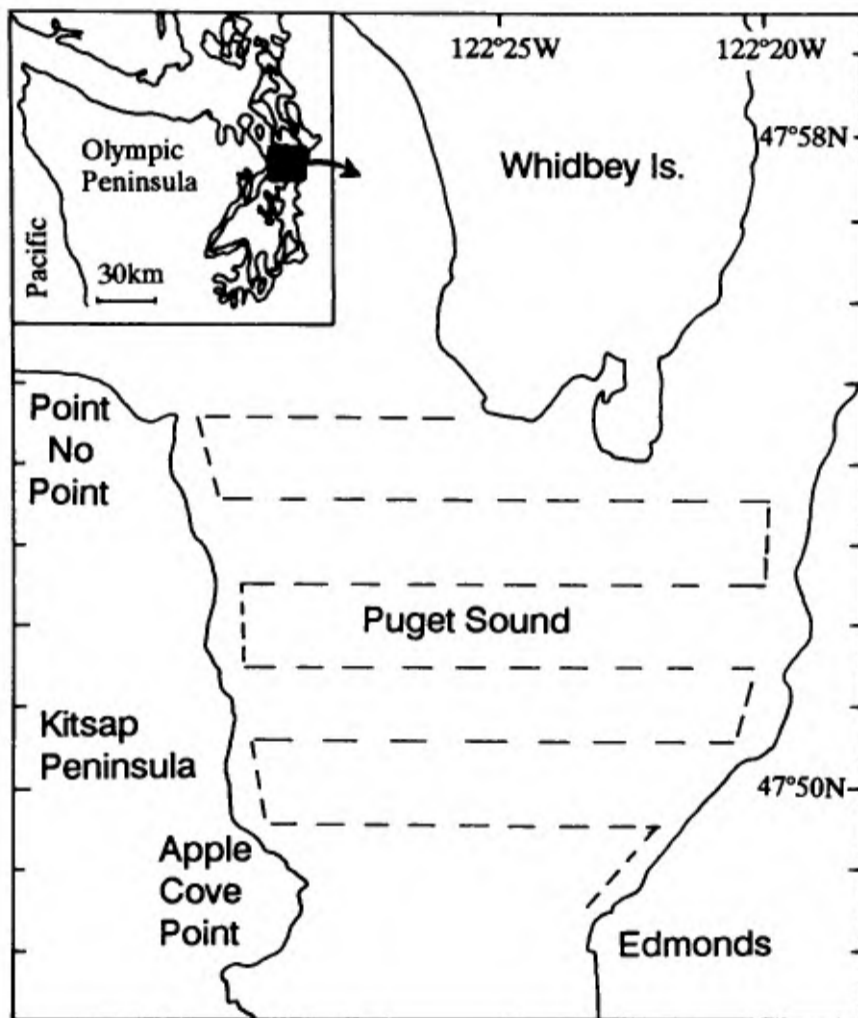 122°25W
122°20W
47°58N
Olympic
Peninsula
Pacific
30km
Whidbey Is.
Point
No
Point
Puget Sound
Kitsap
Peninsula
47°50N
Apple
Cove
Point
Edmonds